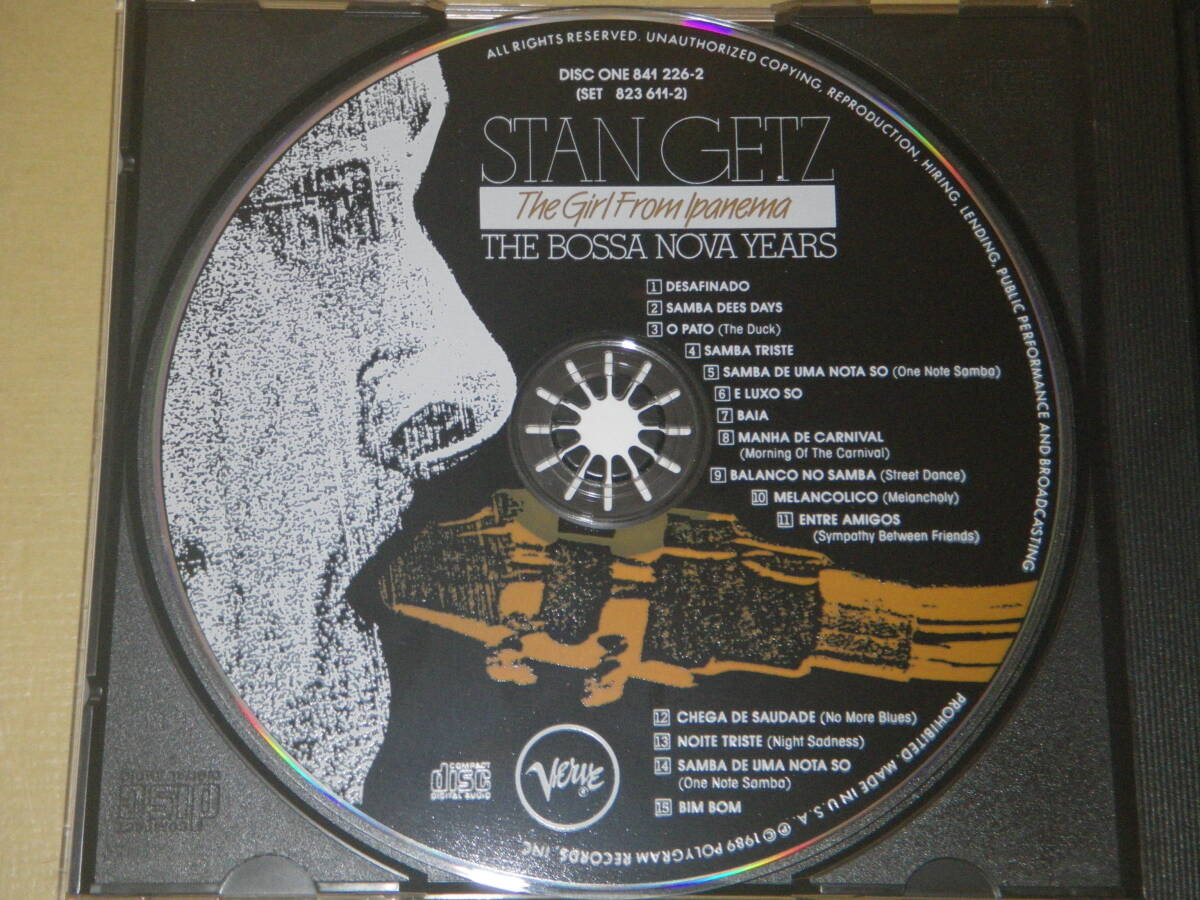 ALL RIGHTS RESERVED. UNAUTHORIZED COPYING, REPRODUCTION, HIRING, LENDING, PUBLIC PERFORMANCE AND BROADCASTING PROHIBITED. MADE IN U.S.A. ℗ © 1989 POLYGRAM RECORDS, INC
DISC ONE 841 226-2
(SET 823 611-2)
STAN GETZ
The Girl From Ipanema
THE BOSSA NOVA YEARS
1 DESAFINADO
2 SAMBA DEES DAYS
3 O PATO (The Duck)
4 SAMBA TRISTE
5 SAMBA DE UMA NOTA SO (One Note Samba)
6 E LUXO SO
7 BAIA
8 MANHA DE CARNIVAL
(Morning Of The Carnival)
9 BALANCO NO SAMBA (Street Dance)
10 MELANCOLICO (Melancholy)
11 ENTRE AMIGOS
(Sympathy Between Friends)
12 CHEGA DE SAUDADE (No More Blues)
13 NOITE TRISTE (Night Sadness)
14 SAMBA DE UMA NOTA SO
(One Note Samba)
15 BIM BOM
COMPACT
disc
DIGITAL AUDIO
Verve ®